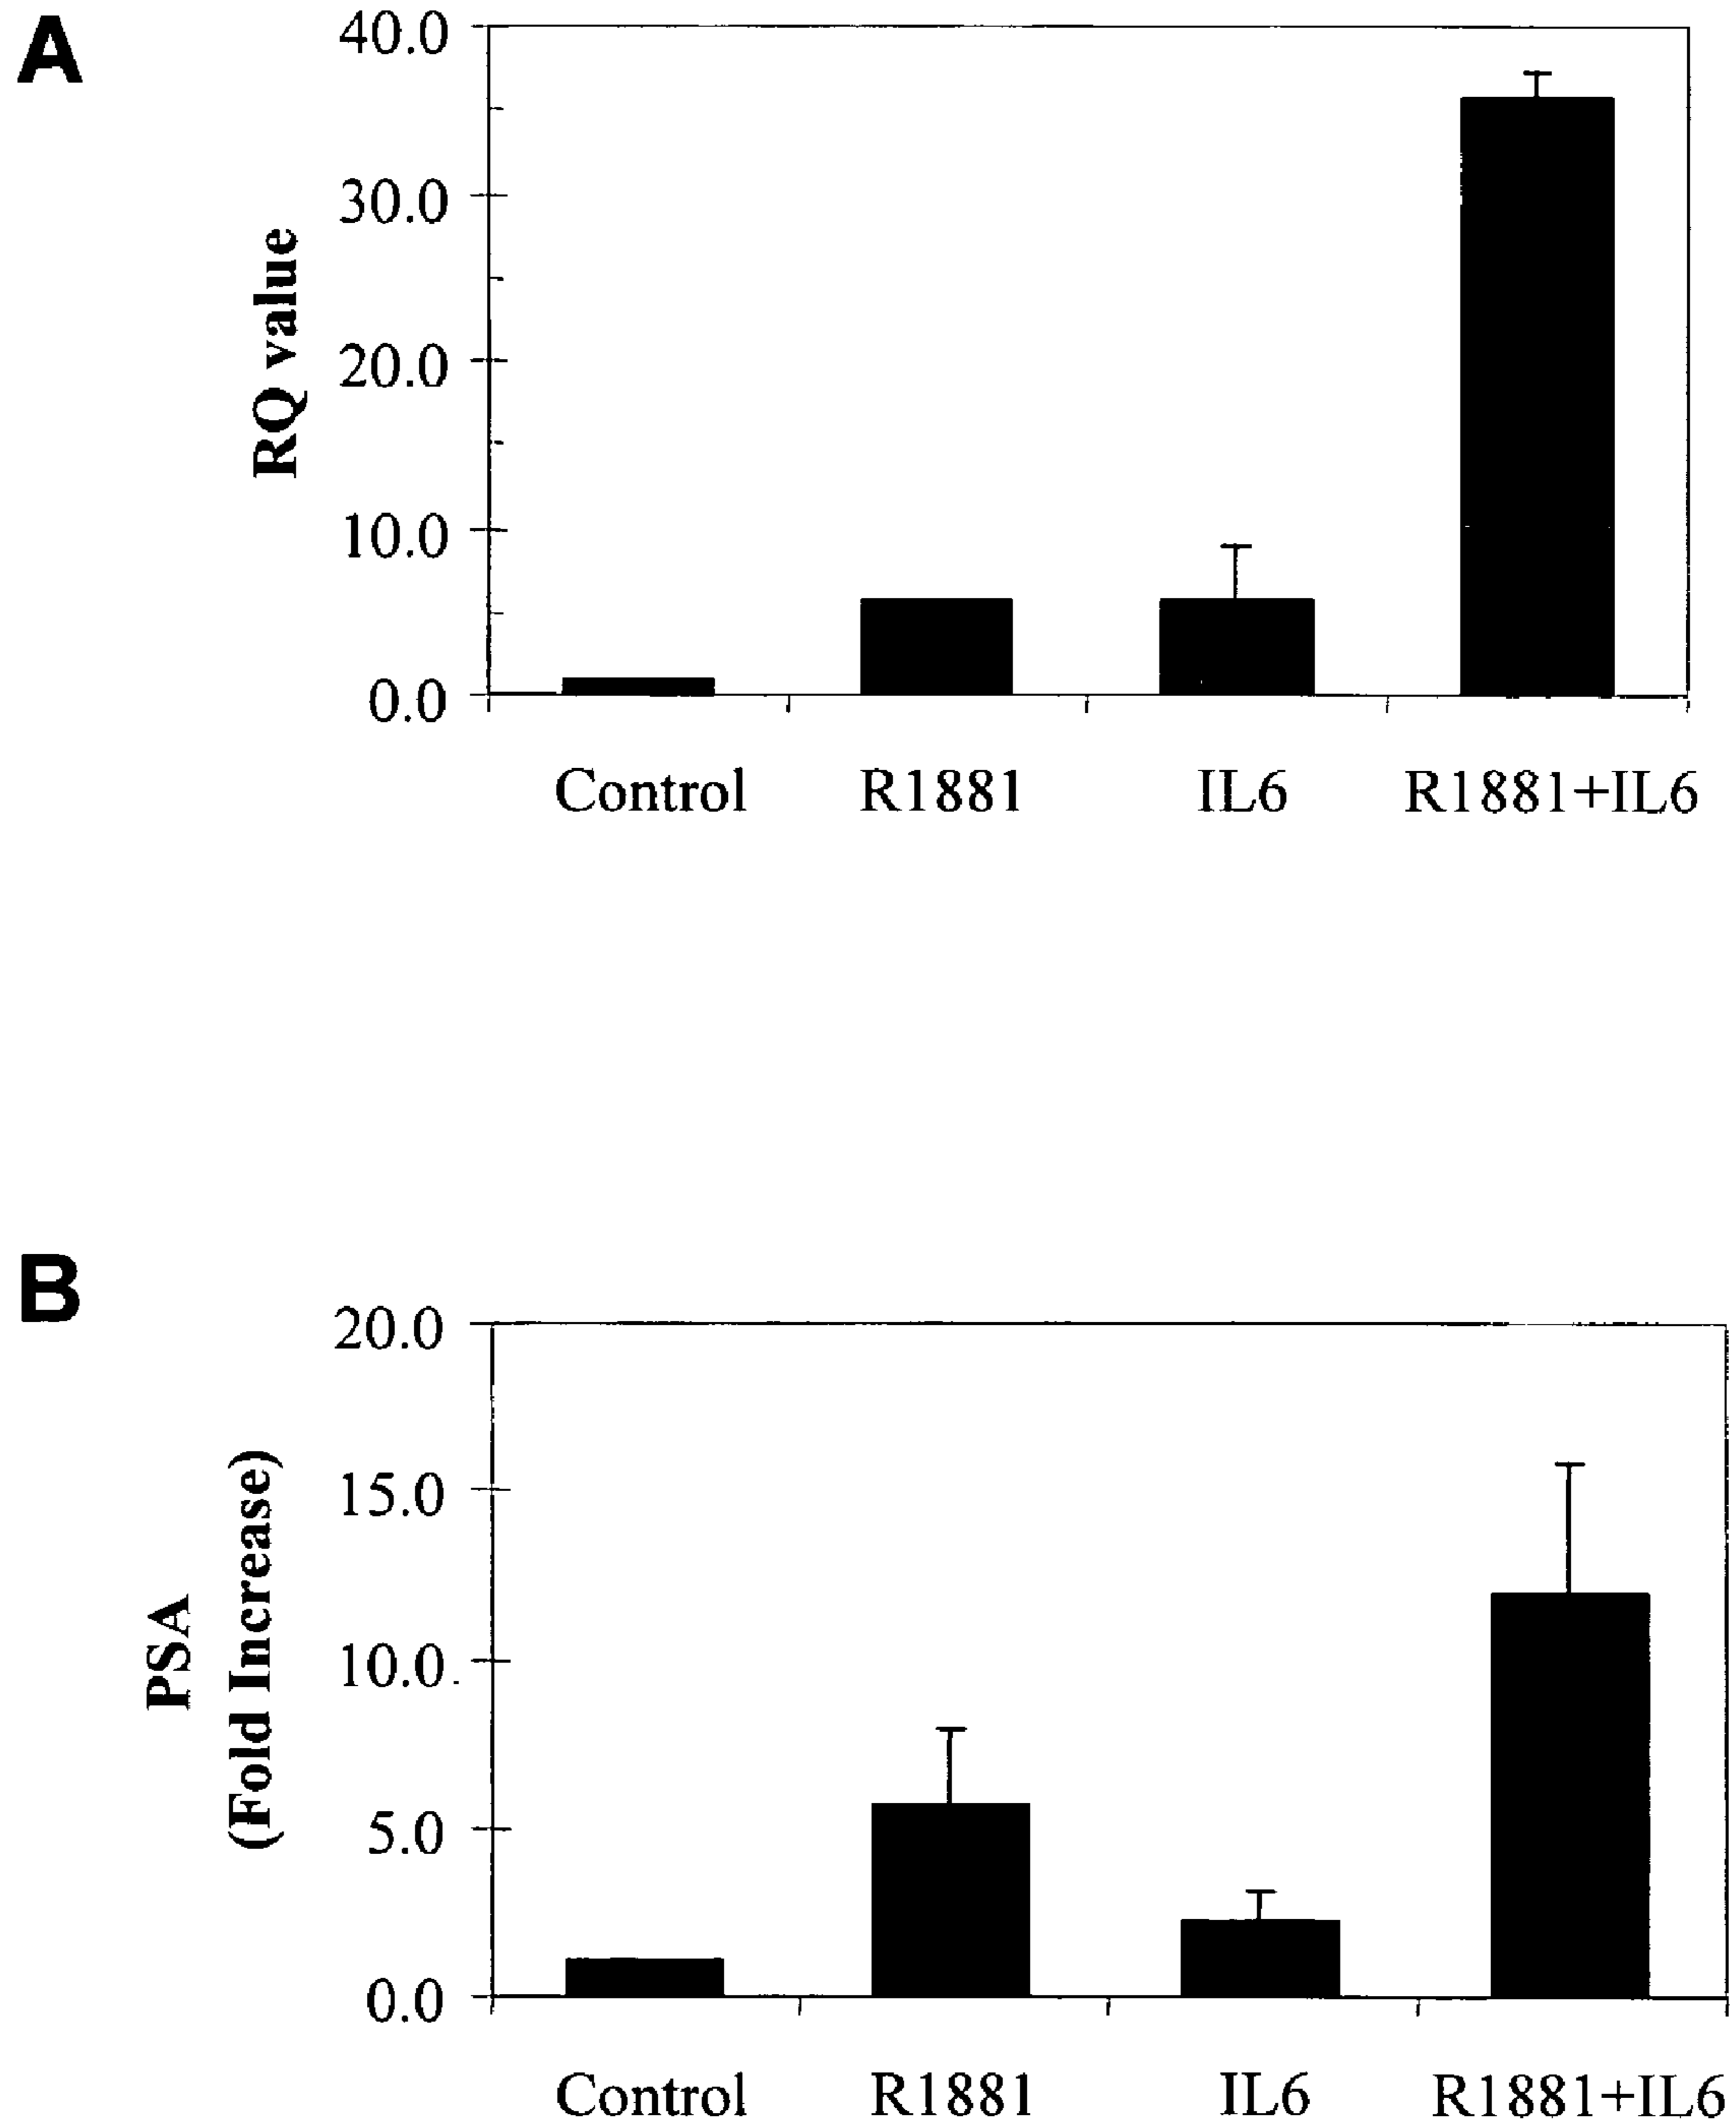 A
40.0
30.0
20.0
10.0
0.0
RQ value
Control R1881 IL6 R1881+IL6
B
20.0
15.0
10.0
5.0
0.0
PSA
(Fold Increase)
Control R1881 IL6 R1881+IL6